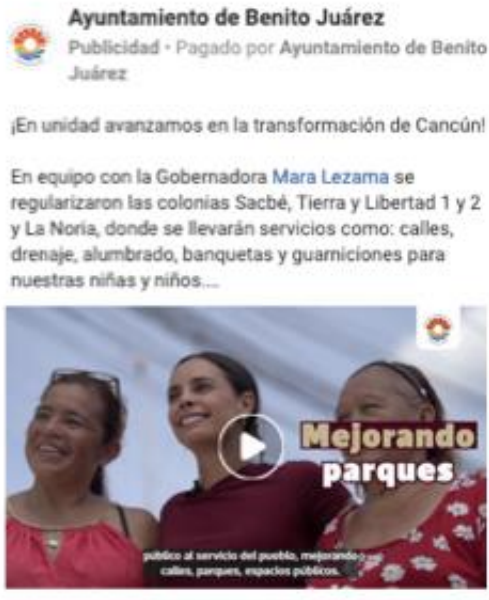 Ayuntamiento de Benito Juárez
Publicidad · Pagado por Ayuntamiento de Benito
Juárez
¡En unidad avanzamos en la transformación de Cancún!
En equipo con la Gobernadora Mara Lezama se
regularizaron las colonias Sacbé, Tierra y Libertad 1 y 2
y La Noria, donde se llevarán servicios como: calles,
drenaje, alumbrado, banquetas y guarniciones para
nuestras niñas y niños....
Mejorando
parques
público al servicio del pueblo, mejorando
calles, parques, espacios públicos.